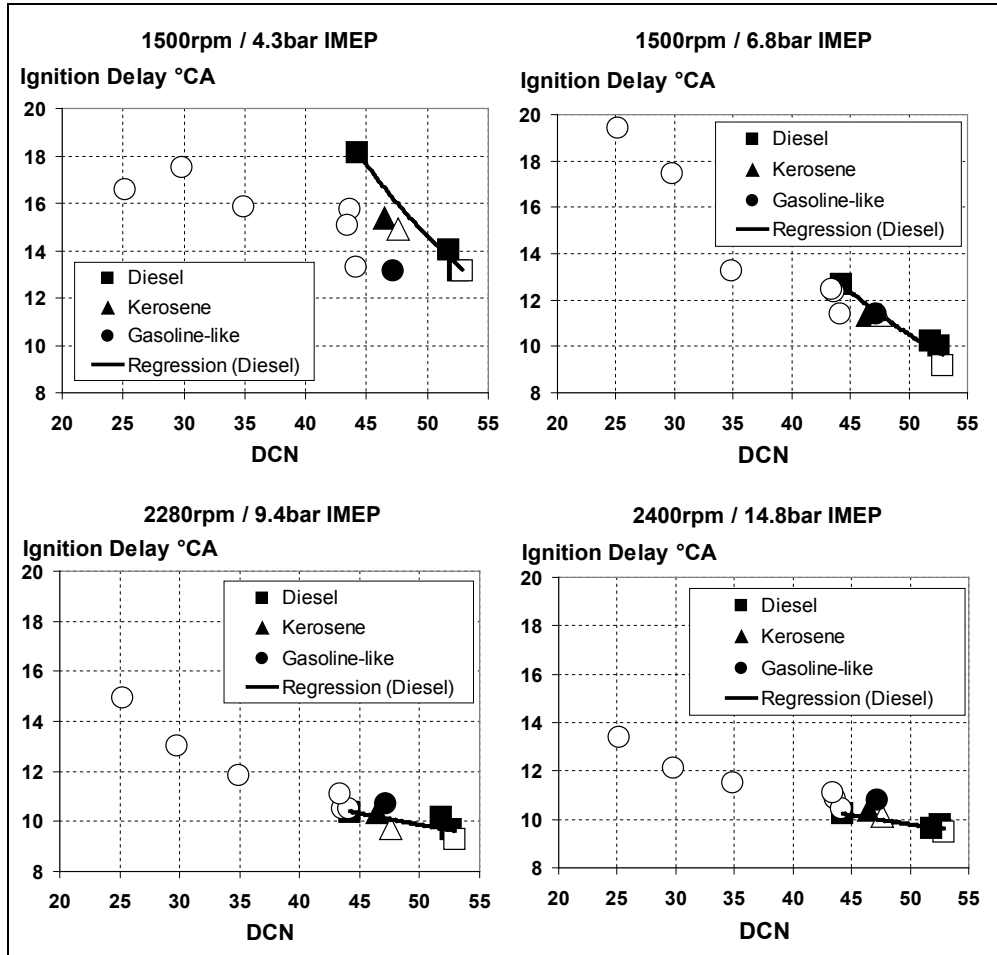 1500rpm / 4.3bar IMEP
Ignition Delay °CA
20
18
16
14
12
10
8
Diesel
Kerosene
Gasoline-like
Regression (Diesel)
20 25 30 35 40 45 50 55
DCN
1500rpm / 6.8bar IMEP
Ignition Delay °CA
20
18
16
14
12
10
8
Diesel
Kerosene
Gasoline-like
Regression (Diesel)
20 25 30 35 40 45 50 55
DCN
2280rpm / 9.4bar IMEP
Ignition Delay °CA
20
18
16
14
12
10
8
Diesel
Kerosene
Gasoline-like
Regression (Diesel)
20 25 30 35 40 45 50 55
DCN
2400rpm / 14.8bar IMEP
Ignition Delay °CA
20
18
16
14
12
10
8
Diesel
Kerosene
Gasoline-like
Regression (Diesel)
20 25 30 35 40 45 50 55
DCN